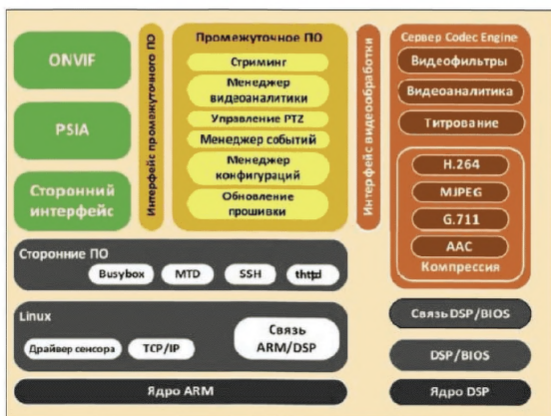 ONVIF
PSIA
Сторонний
интерфейс
Интерфейс промежуточного ПО
Промежуточное ПО
Стриминг
Менеджер
видеоаналитики
Управление PTZ
Менеджер событий
Менеджер
конфигураций
Обновление
прошивки
Интерфейс видеообработки
Сервер Codec Engine
Видеофильтры
Видеоаналитика
Титрование
H.264
MJPEG
G.711
AAC
Компрессия
Сторонние ПО
Busybox
MTD
SSH
thttpd
Linux
Драйвер сенсора
TCP/IP
Связь
ARM/DSP
Ядро ARM
Связь DSP/BIOS
DSP/BIOS
Ядро DSP